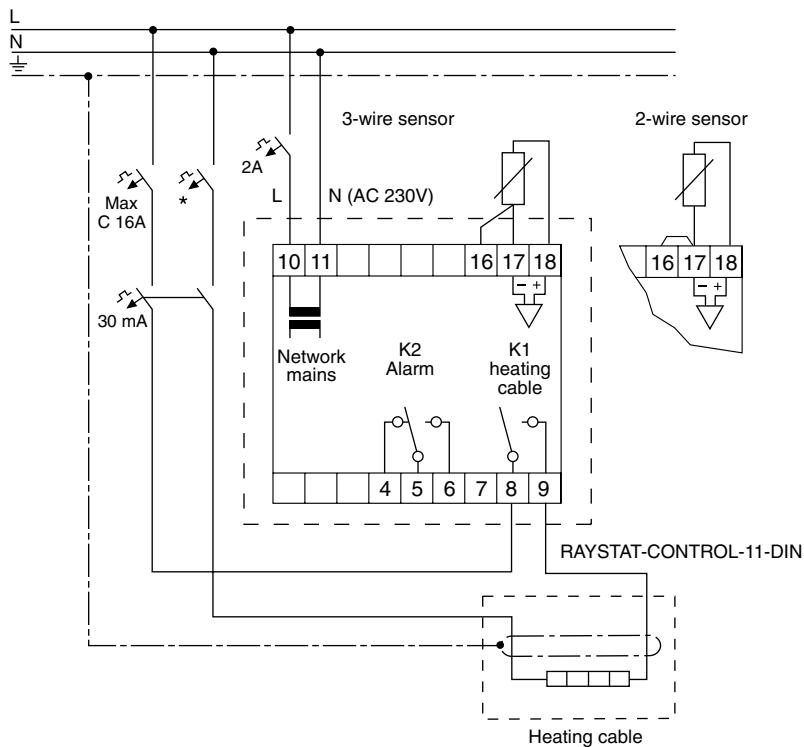 L
N
3-wire sensor
2-wire sensor
2A
L
N (AC 230V)
Max
C 16A
*
10 11 16 17 18
16 17 18
- +
- +
30 mA
Network
mains
K2
Alarm
K1
heating
cable
4 5 6 7 8 9
RAYSTAT-CONTROL-11-DIN
Heating cable